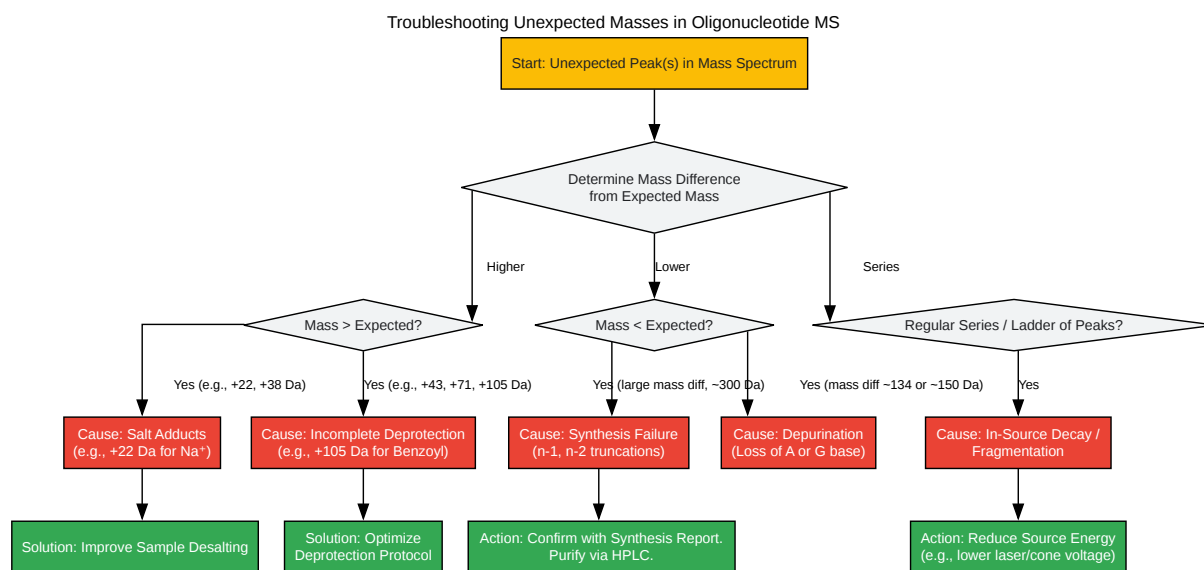 Troubleshooting Unexpected Masses in Oligonucleotide MS
Start: Unexpected Peak(s) in Mass Spectrum
Determine Mass Difference
from Expected Mass
Higher
Lower
Series
Mass > Expected?
Mass < Expected?
Regular Series / Ladder of Peaks?
Yes (e.g., +22, +38 Da)
Yes (e.g., +43, +71, +105 Da)
Yes (large mass diff, ~300 Da)
Yes (mass diff ~134 or ~150 Da)
Yes
Cause: Salt Adducts
(e.g., +22 Da for Na⁺)
Cause: Incomplete Deprotection
(e.g., +105 Da for Benzoyl)
Cause: Synthesis Failure
(n-1, n-2 truncations)
Cause: Depurination
(Loss of A or G base)
Cause: In-Source Decay /
Fragmentation
Solution: Improve Sample Desalting
Solution: Optimize
Deprotection Protocol
Action: Confirm with Synthesis Report.
Purify via HPLC.
Action: Reduce Source Energy
(e.g., lower laser/cone voltage)